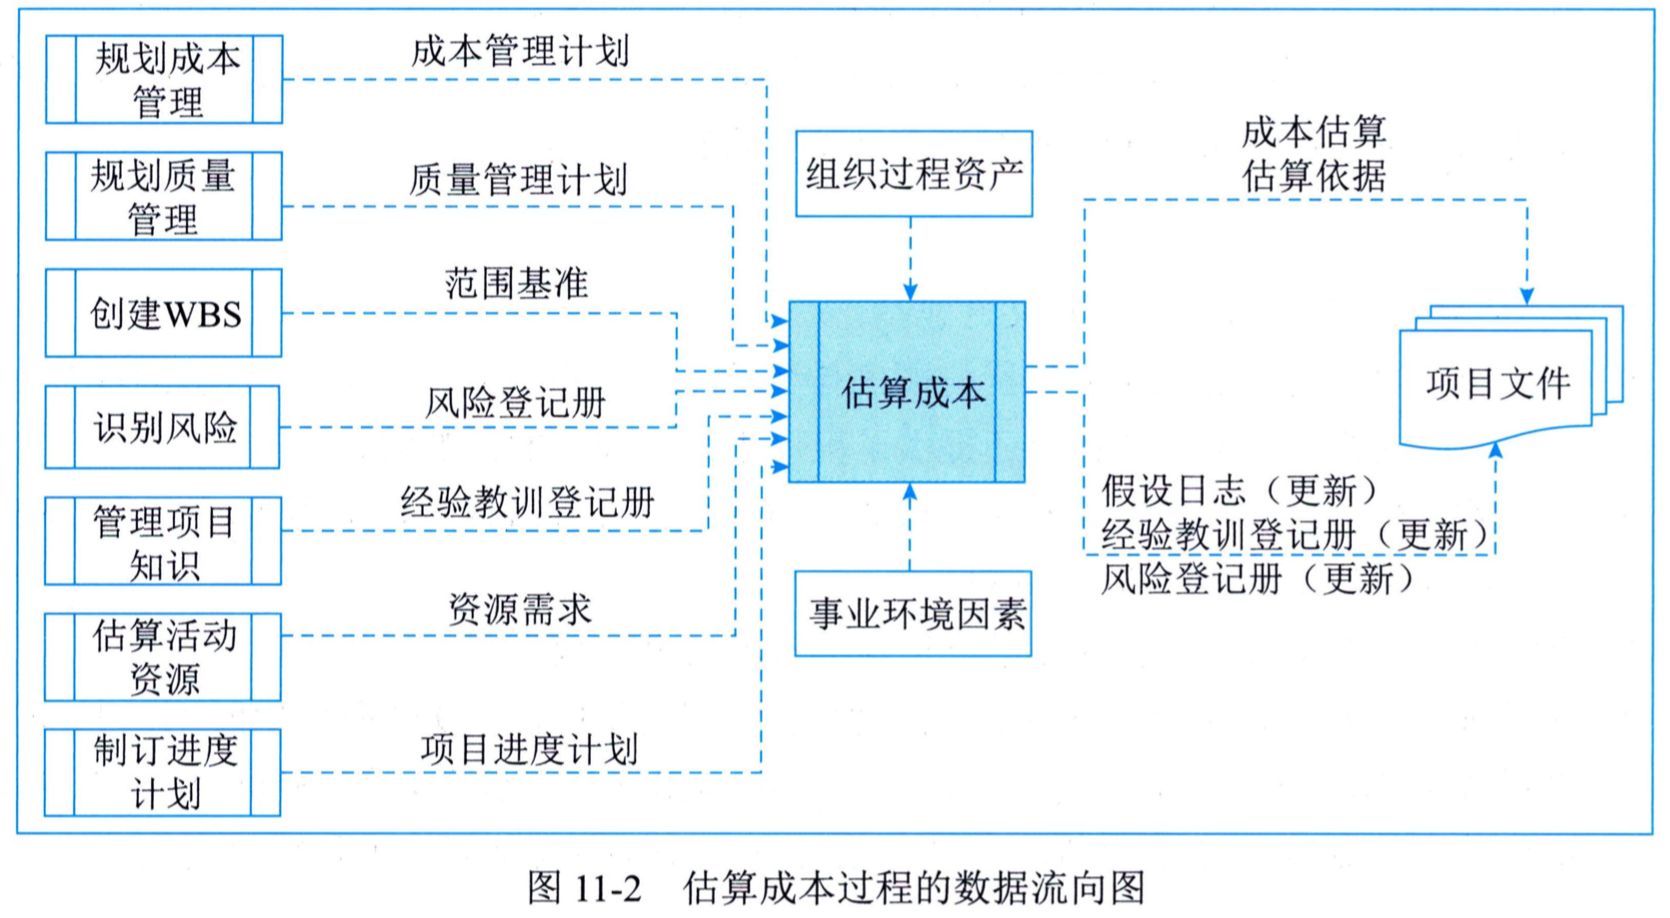 规划成本
管理
成本管理计划
规划质量
管理
质量管理计划
创建WBS
范围基准
识别风险
风险登记册
管理项目
知识
经验教训登记册
估算活动
资源
资源需求
制订进度
计划
项目进度计划
组织过程资产
估算成本
事业环境因素
成本估算
估算依据
项目文件
假设日志（更新）
经验教训登记册（更新）
风险登记册（更新）
图 11-2 估算成本过程的数据流向图